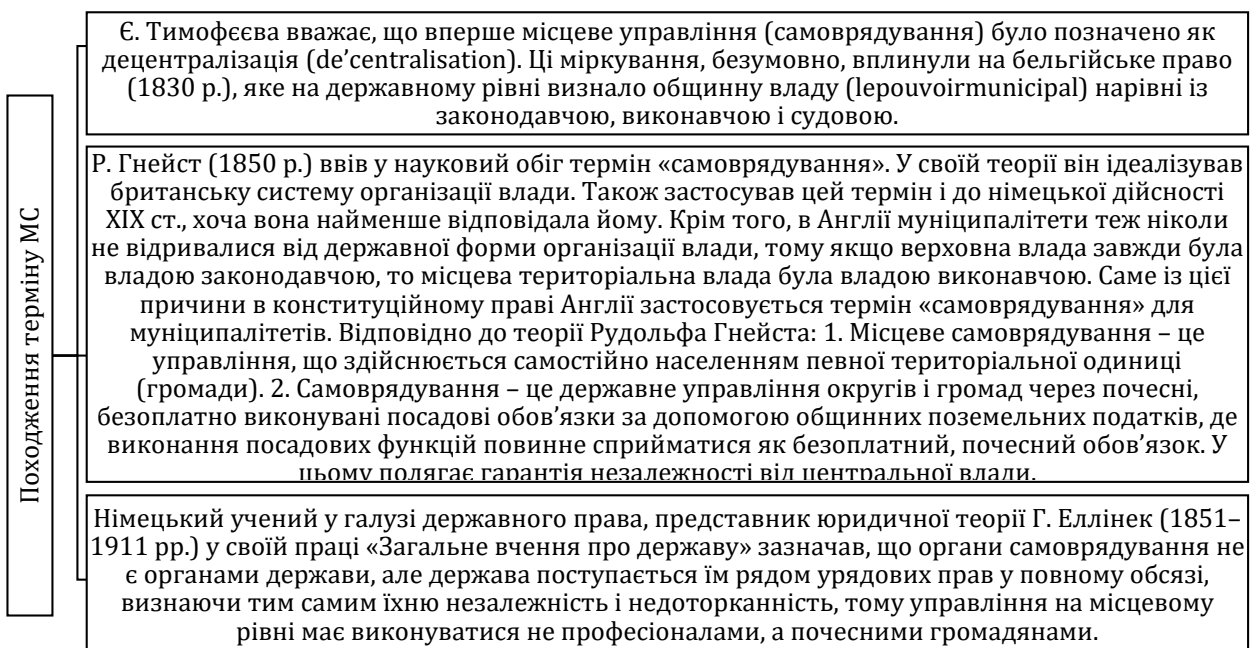 Походження терміну МС
Є. Тимофєєва вважає, що вперше місцеве управління (самоврядування) було позначено як
децентралізація (de’centralisation). Ці міркування, безумовно, вплинули на бельгійське право
(1830 р.), яке на державному рівні визнало общинну владу (lepouvoirmunicipal) нарівні із
законодавчою, виконавчою і судовою.
Р. Гнейст (1850 р.) ввів у науковий обіг термін «самоврядування». У своїй теорії він ідеалізував
британську систему організації влади. Також застосував цей термін і до німецької дійсності
XIX ст., хоча вона найменше відповідала йому. Крім того, в Англії муніципалітети теж ніколи
не відривалися від державної форми організації влади, тому якщо верховна влада завжди була
владою законодавчою, то місцева територіальна влада була владою виконавчою. Саме із цієї
причини в конституційному праві Англії застосовується термін «самоврядування» для
муніципалітетів. Відповідно до теорії Рудольфа Гнейста: 1. Місцеве самоврядування – це
управління, що здійснюється самостійно населенням певної територіальної одиниці
(громади). 2. Самоврядування – це державне управління округів і громад через почесні,
безоплатно виконувані посадові обов’язки за допомогою общинних поземельних податків, де
виконання посадових функцій повинне сприйматися як безоплатний, почесний обов’язок. У
цьому полягає гарантія незалежності від центральної влади.
Німецький учений у галузі державного права, представник юридичної теорії Г. Еллінек (1851–
1911 рр.) у своїй праці «Загальне вчення про державу» зазначав, що органи самоврядування не
є органами держави, але держава поступається їм рядом урядових прав у повному обсязі,
визнаючи тим самим їхню незалежність і недоторканність, тому управління на місцевому
рівні має виконуватися не професіоналами, а почесними громадянами.